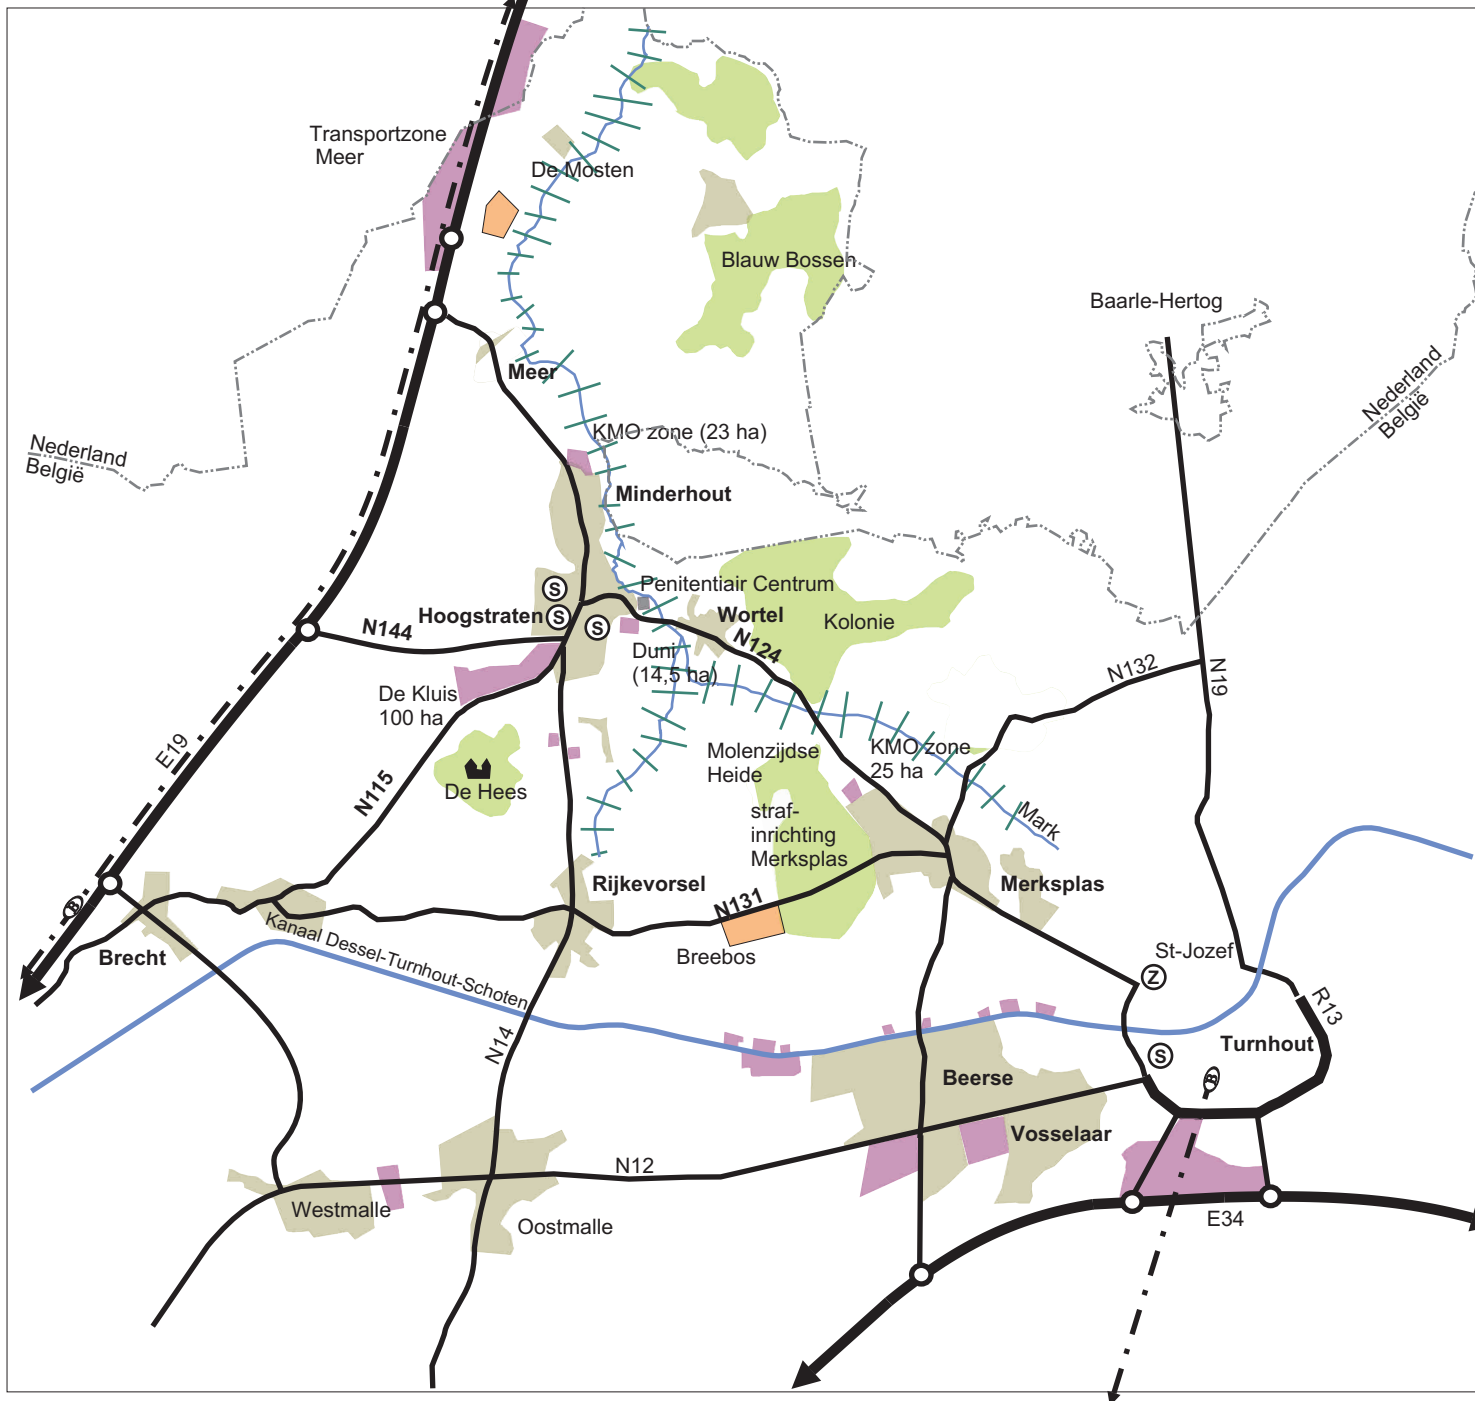 Transportzone
Meer
De Mosten
Blauw Bossen
Baarle-Hertog
Nederland
België
Meer
Nederland
België
KMO zone (23 ha)
Minderhout
Penitentiair Centrum
S
Hoogstraten
S
S
Wortel
Kolonie
N144
N124
Duni
(14,5 ha)
N132
N19
De Kluis
100 ha
E19
Molenzijdse
Heide
KMO zone
25 ha
De Hees
N115
straf-
inrichting
Merksplas
Mark
Rijkevorsel
Merksplas
N131
B
Kanaal Dessel-Turnhout-Schoten
Brecht
Breebos
St-Jozef
Z
R13
N14
Turnhout
S
B
Beerse
Vosselaar
N12
Westmalle
Oostmalle
E34